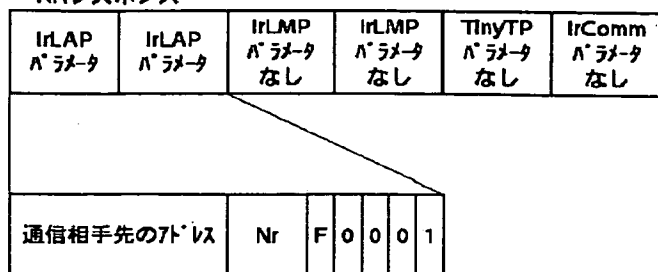 IrLAP パラメータ
IrLAP パラメータ
IrLMP パラメータ なし
IrLMP パラメータ なし
TinyTP パラメータ なし
IrComm パラメータ なし
通信相手先のアドレス
Nr
F
0
0
0
1